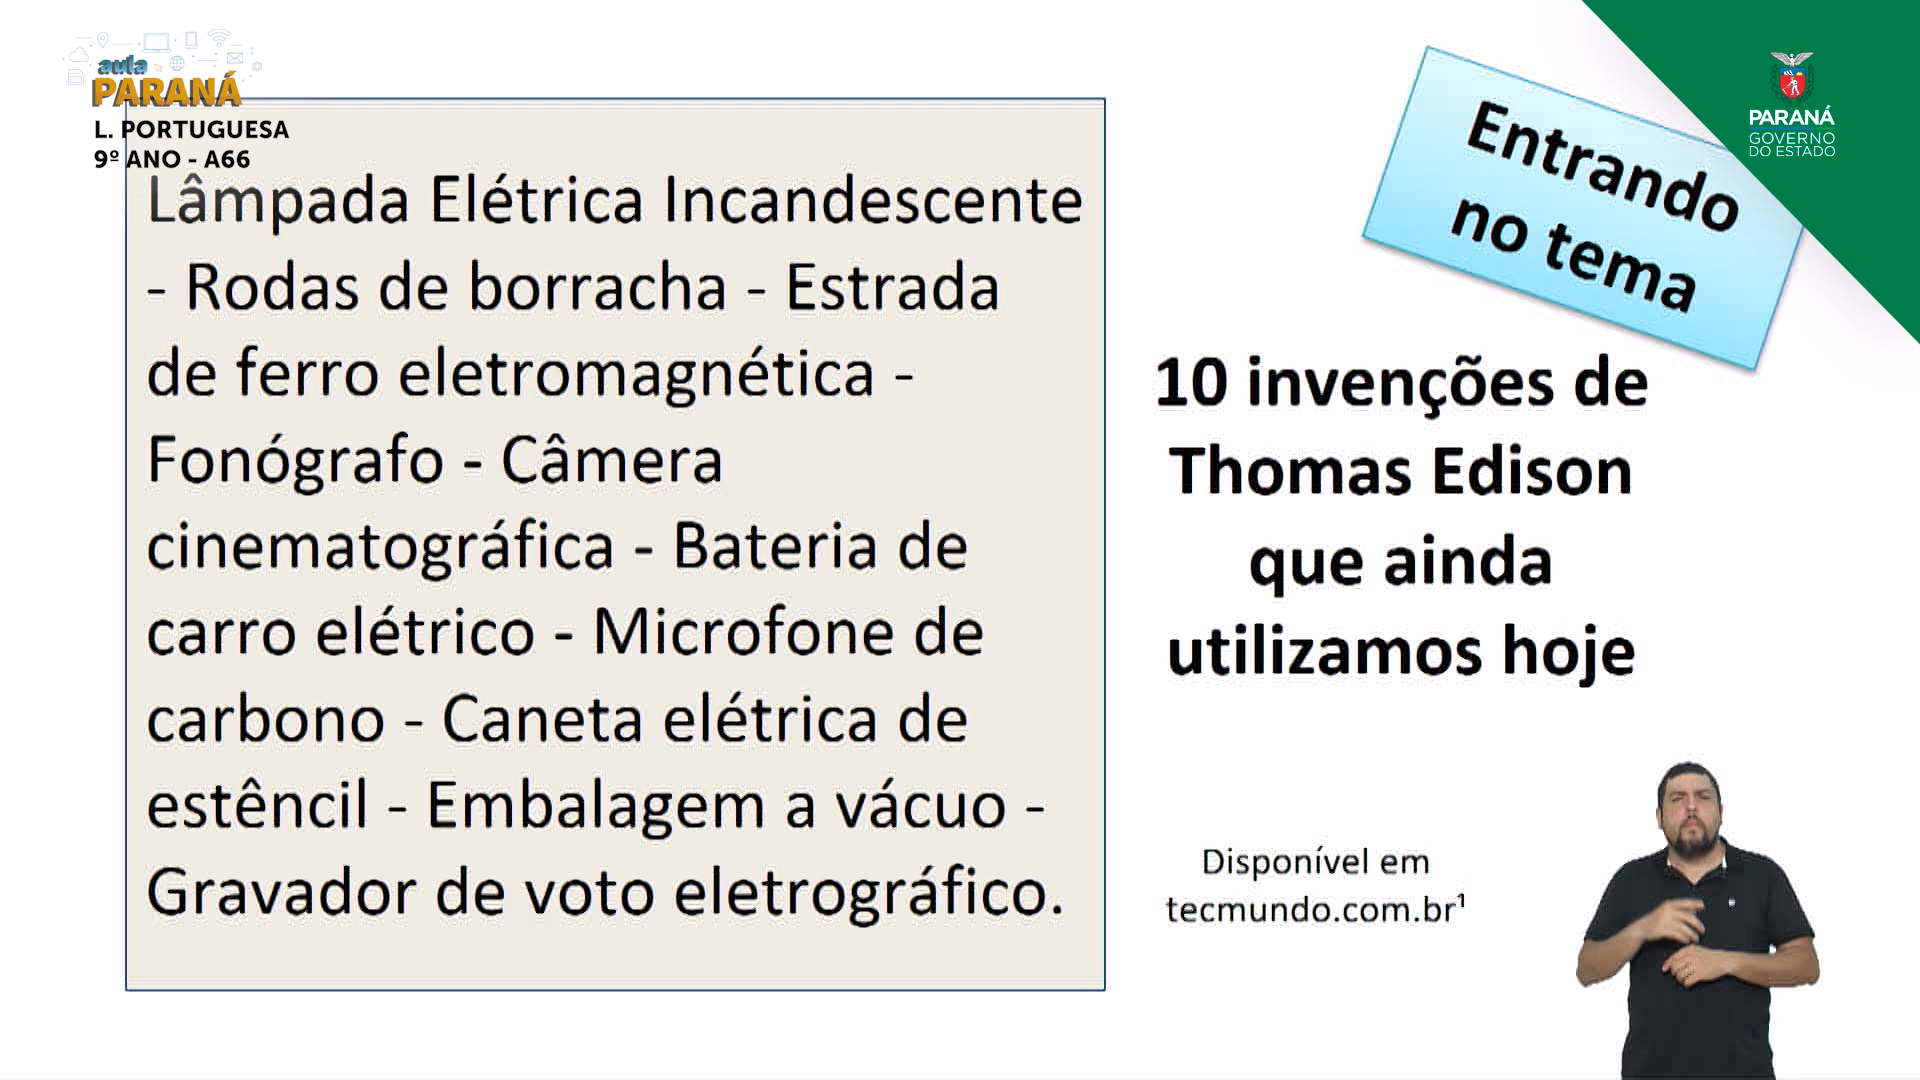 aula
PARANÁ
L. PORTUGUESA
9º ANO - A66
Lâmpada Elétrica Incandescente
- Rodas de borracha - Estrada
de ferro eletromagnética -
Fonógrafo - Câmera
cinematográfica - Bateria de
carro elétrico - Microfone de
carbono - Caneta elétrica de
estêncil - Embalagem a vácuo -
Gravador de voto eletrográfico.
Entrando
no tema
PARANÁ
GOVERNO
DO ESTADO
10 invenções de
Thomas Edison
que ainda
utilizamos hoje
Disponível em
tecmundo.com.br¹